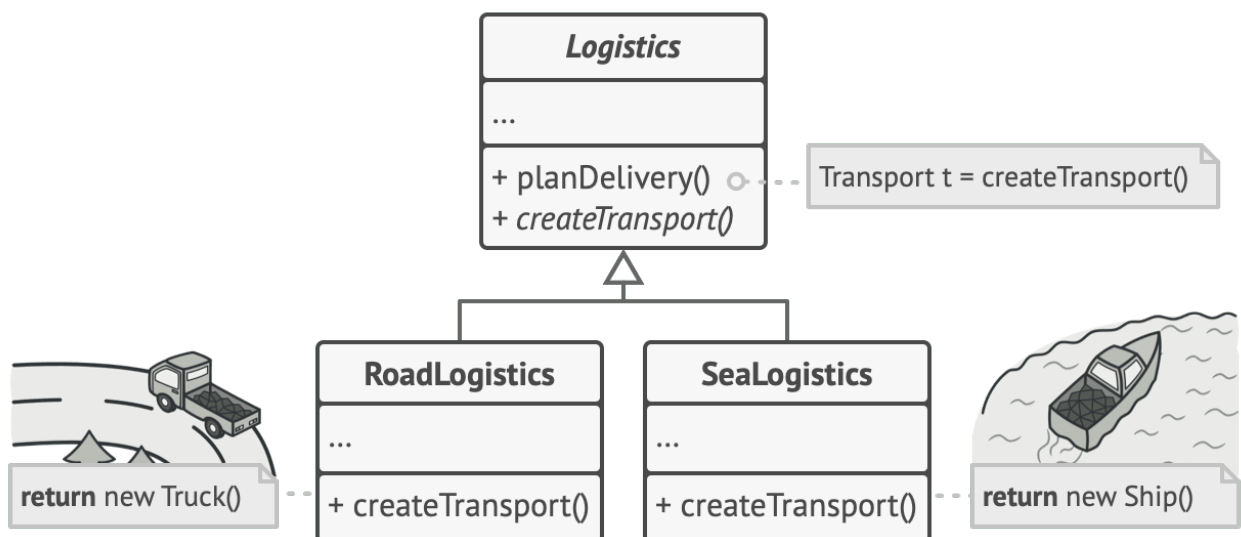 Logistics
...
+ planDelivery()
Transport t = createTransport()
+ createTransport()
RoadLogistics
SeaLogistics
...
...
return new Truck()
+ createTransport()
+ createTransport()
return new Ship()